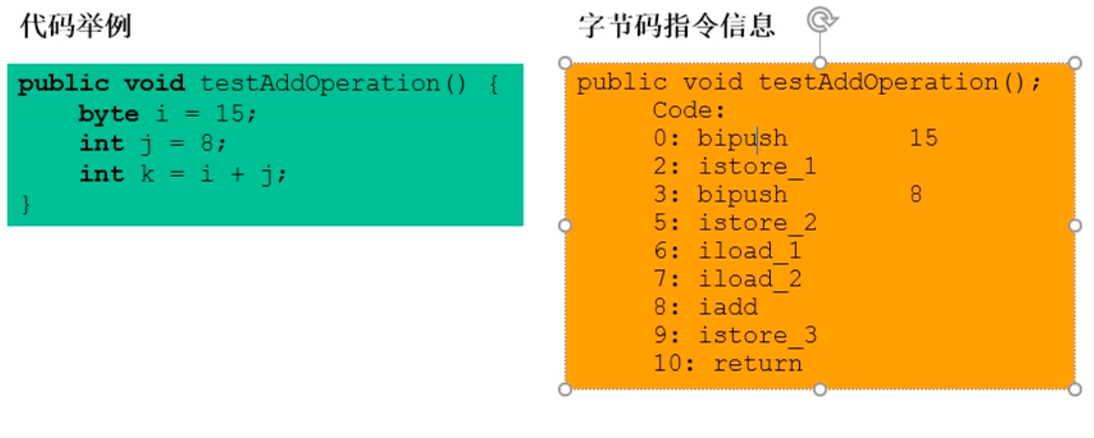 代码举例
public void testAddOperation() {
    byte i = 15;
    int j = 8;
    int k = i + j;
}
字节码指令信息
public void testAddOperation();
     Code:
     0: bipush        15
     2: istore_1
     3: bipush        8
     5: istore_2
     6: iload_1
     7: iload_2
     8: iadd
     9: istore_3
     10: return